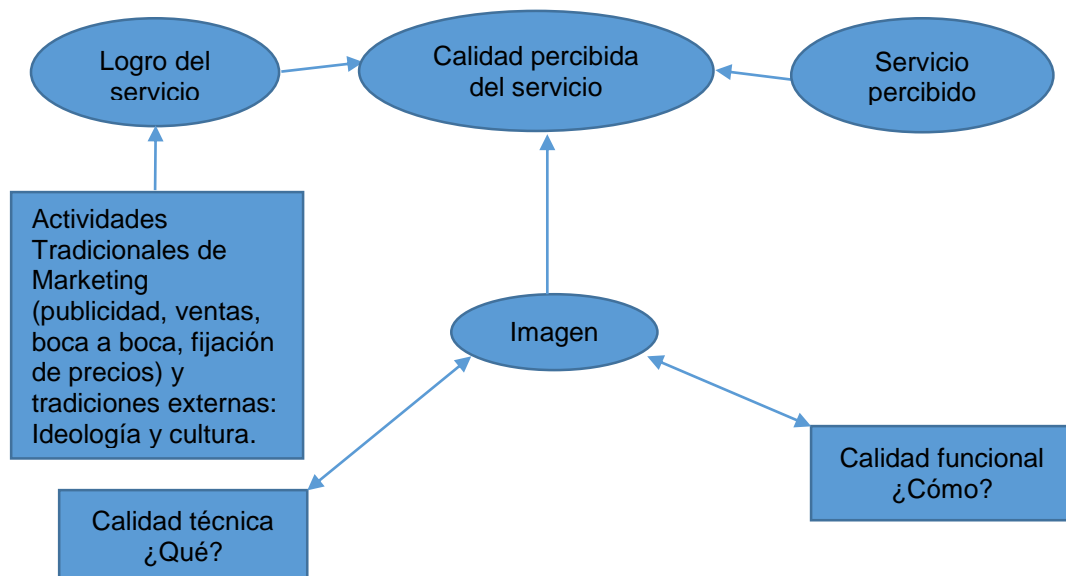 Logro del
servicio
Calidad percibida
del servicio
Servicio
percibido
Actividades
Tradicionales de
Marketing
(publicidad, ventas,
boca a boca, fijación
de precios) y
tradiciones externas:
Ideología y cultura.
Imagen
Calidad funcional
¿Cómo?
Calidad técnica
¿Qué?